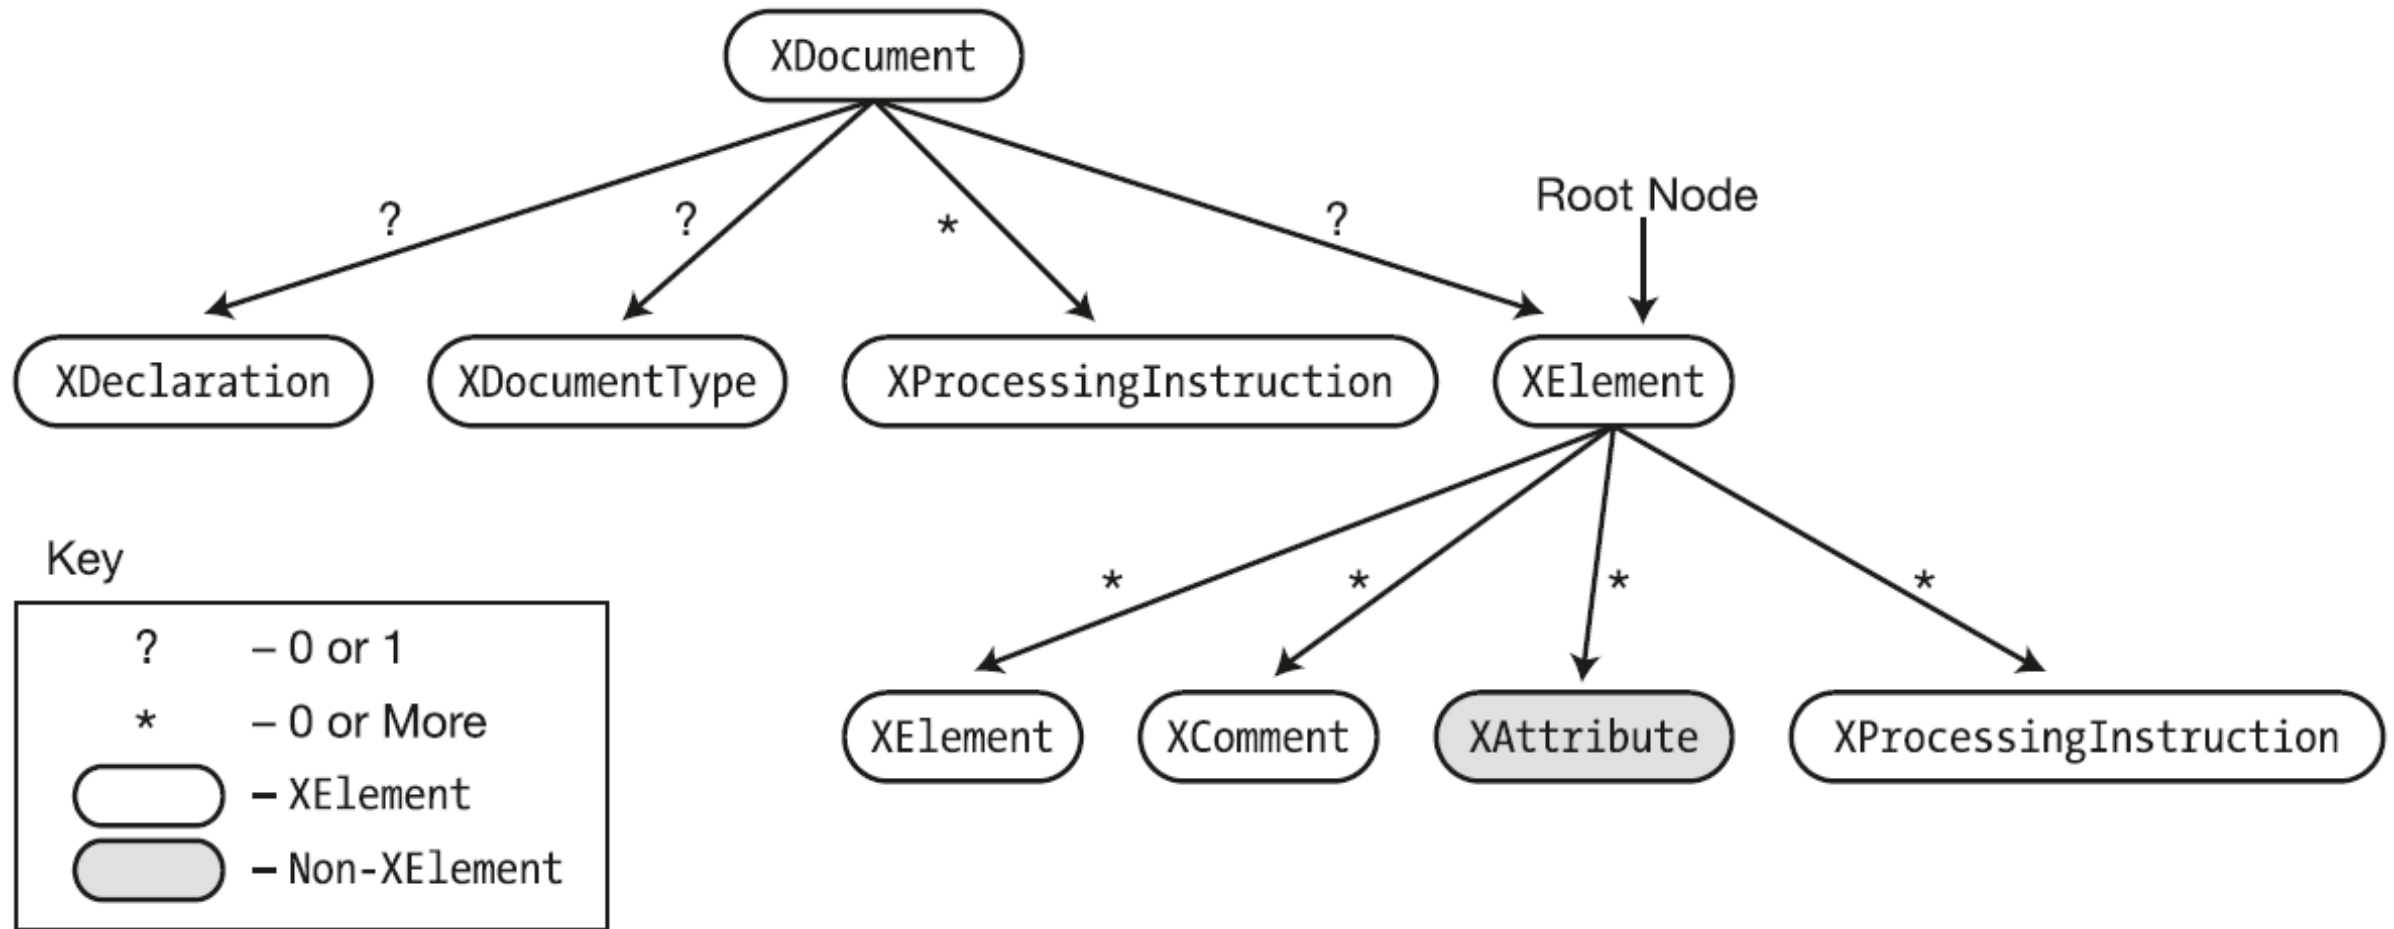 XDocument
? ? * ?
Root Node
XDeclaration XDocumentType XProcessingInstruction XElement
* * * *
XElement XComment XAttribute XProcessingInstruction
Key
? – 0 or 1
* – 0 or More
– XElement
– Non-XElement